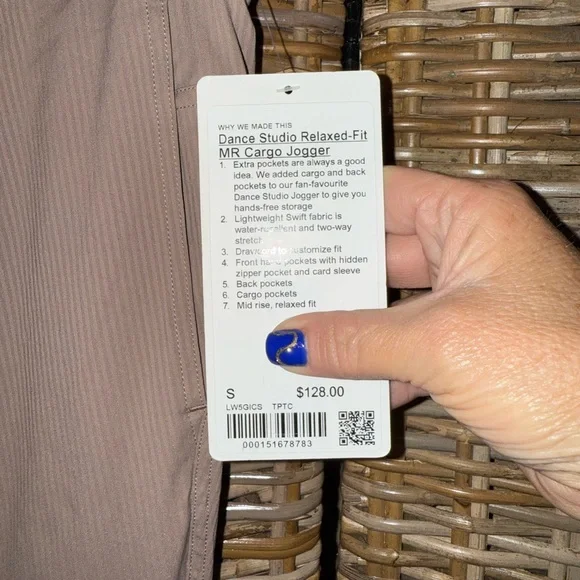 WHY WE MADE THIS
Dance Studio Relaxed-Fit
MR Cargo Jogger
1. Extra pockets are always a good
idea. We added cargo and back
pockets to our fan-favourite
Dance Studio Jogger to give you
hands-free storage
2. Lightweight Swift fabric is
water-repellent and two-way
stretch
3. to customize fit
4. Front pockets with hidden
zipper pocket and card sleeve
5. Back pockets
6. Cargo pockets
7. Mid rise, relaxed fit
S $128.00
LW5GICS TPTC
000151678783